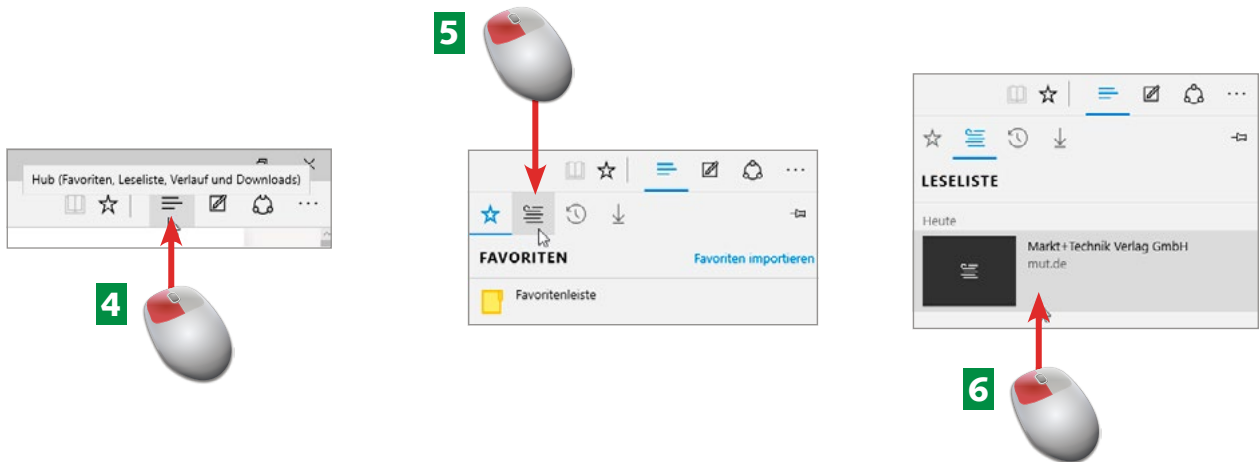 4
Hub (Favoriten, Leseliste, Verlauf und Downloads)
5
FAVORITEN
Favoriten importieren
Favoritenleiste
6
LESELISTE
Heute
Markt+Technik Verlag GmbH
mut.de